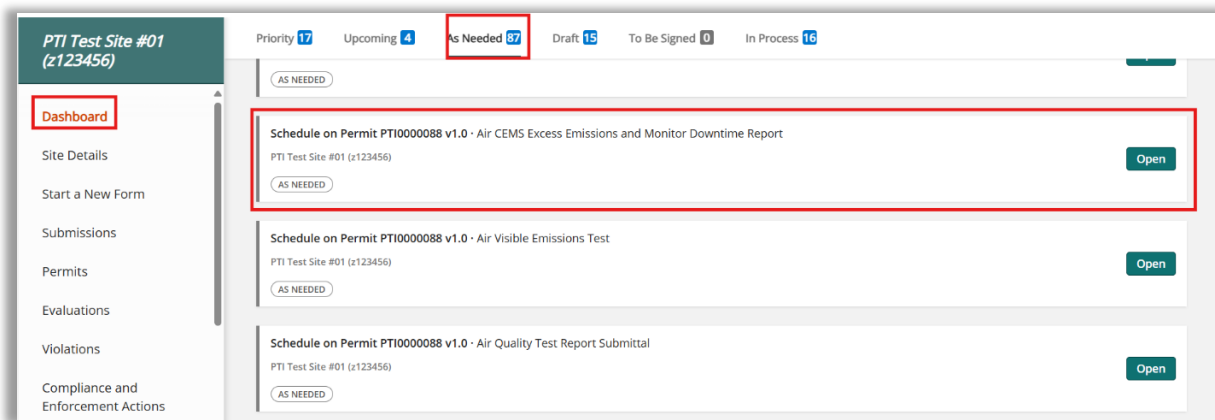 PTI Test Site #01
(z123456)
Priority 17 Upcoming 4 As Needed 87 Draft 15 To Be Signed 0 In Process 16
Dashboard
Site Details
Start a New Form
Submissions
Permits
Evaluations
Violations
Compliance and
Enforcement Actions
AS NEEDED
Schedule on Permit PTI0000088 v1.0 · Air CEMS Excess Emissions and Monitor Downtime Report
PTI Test Site #01 (z123456)
Open
AS NEEDED
Schedule on Permit PTI0000088 v1.0 · Air Visible Emissions Test
PTI Test Site #01 (z123456)
Open
AS NEEDED
Schedule on Permit PTI0000088 v1.0 · Air Quality Test Report Submittal
PTI Test Site #01 (z123456)
Open
AS NEEDED